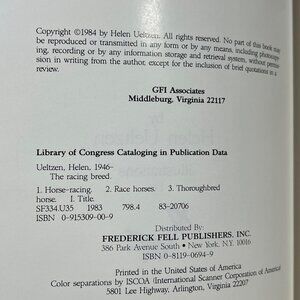 Copyright ©1984 by Helen Ueltzen. All rights reserved. No part of this book may
be reproduced or transmitted in any form or by any means, including photocopy-
ing, recording or by any information storage and retrieval system, without permis-
sion in writing from the author, except for the inclusion of brief quotations in a
review.
GFI Associates
Middleburg, Virginia 22117
Library of Congress Cataloging in Publication Data
Ueltzen, Helen, 1946-
The racing breed.
1. Horse-racing. 2. Race horses. 3. Thoroughbred
horse. I. Title.
SF334.U35 1983 798.4 83-20706
ISBN 0-915309-00-9
Distributed By:
FREDERICK FELL PUBLISHERS, INC.
386 Park Avenue South • New York, N.Y.
ISBN - 0-8119-0694-9
Printed in the United States of America
Color separations by ISCOA (International Scanner Corporation of America)
5801 Lee Highway, Arlington, Virginia 22207